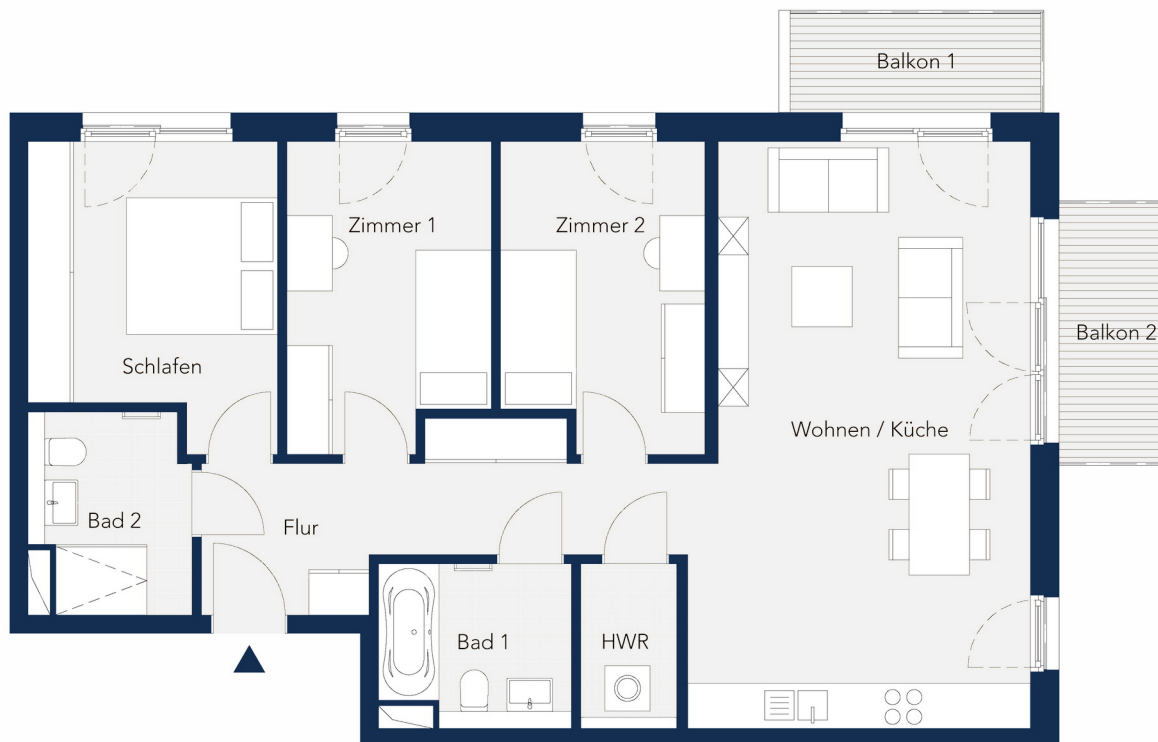 Balkon 1
Zimmer 1
Zimmer 2
Balkon 2
Schlafen
Wohnen / Küche
Bad 2
Flur
Bad 1
HWR